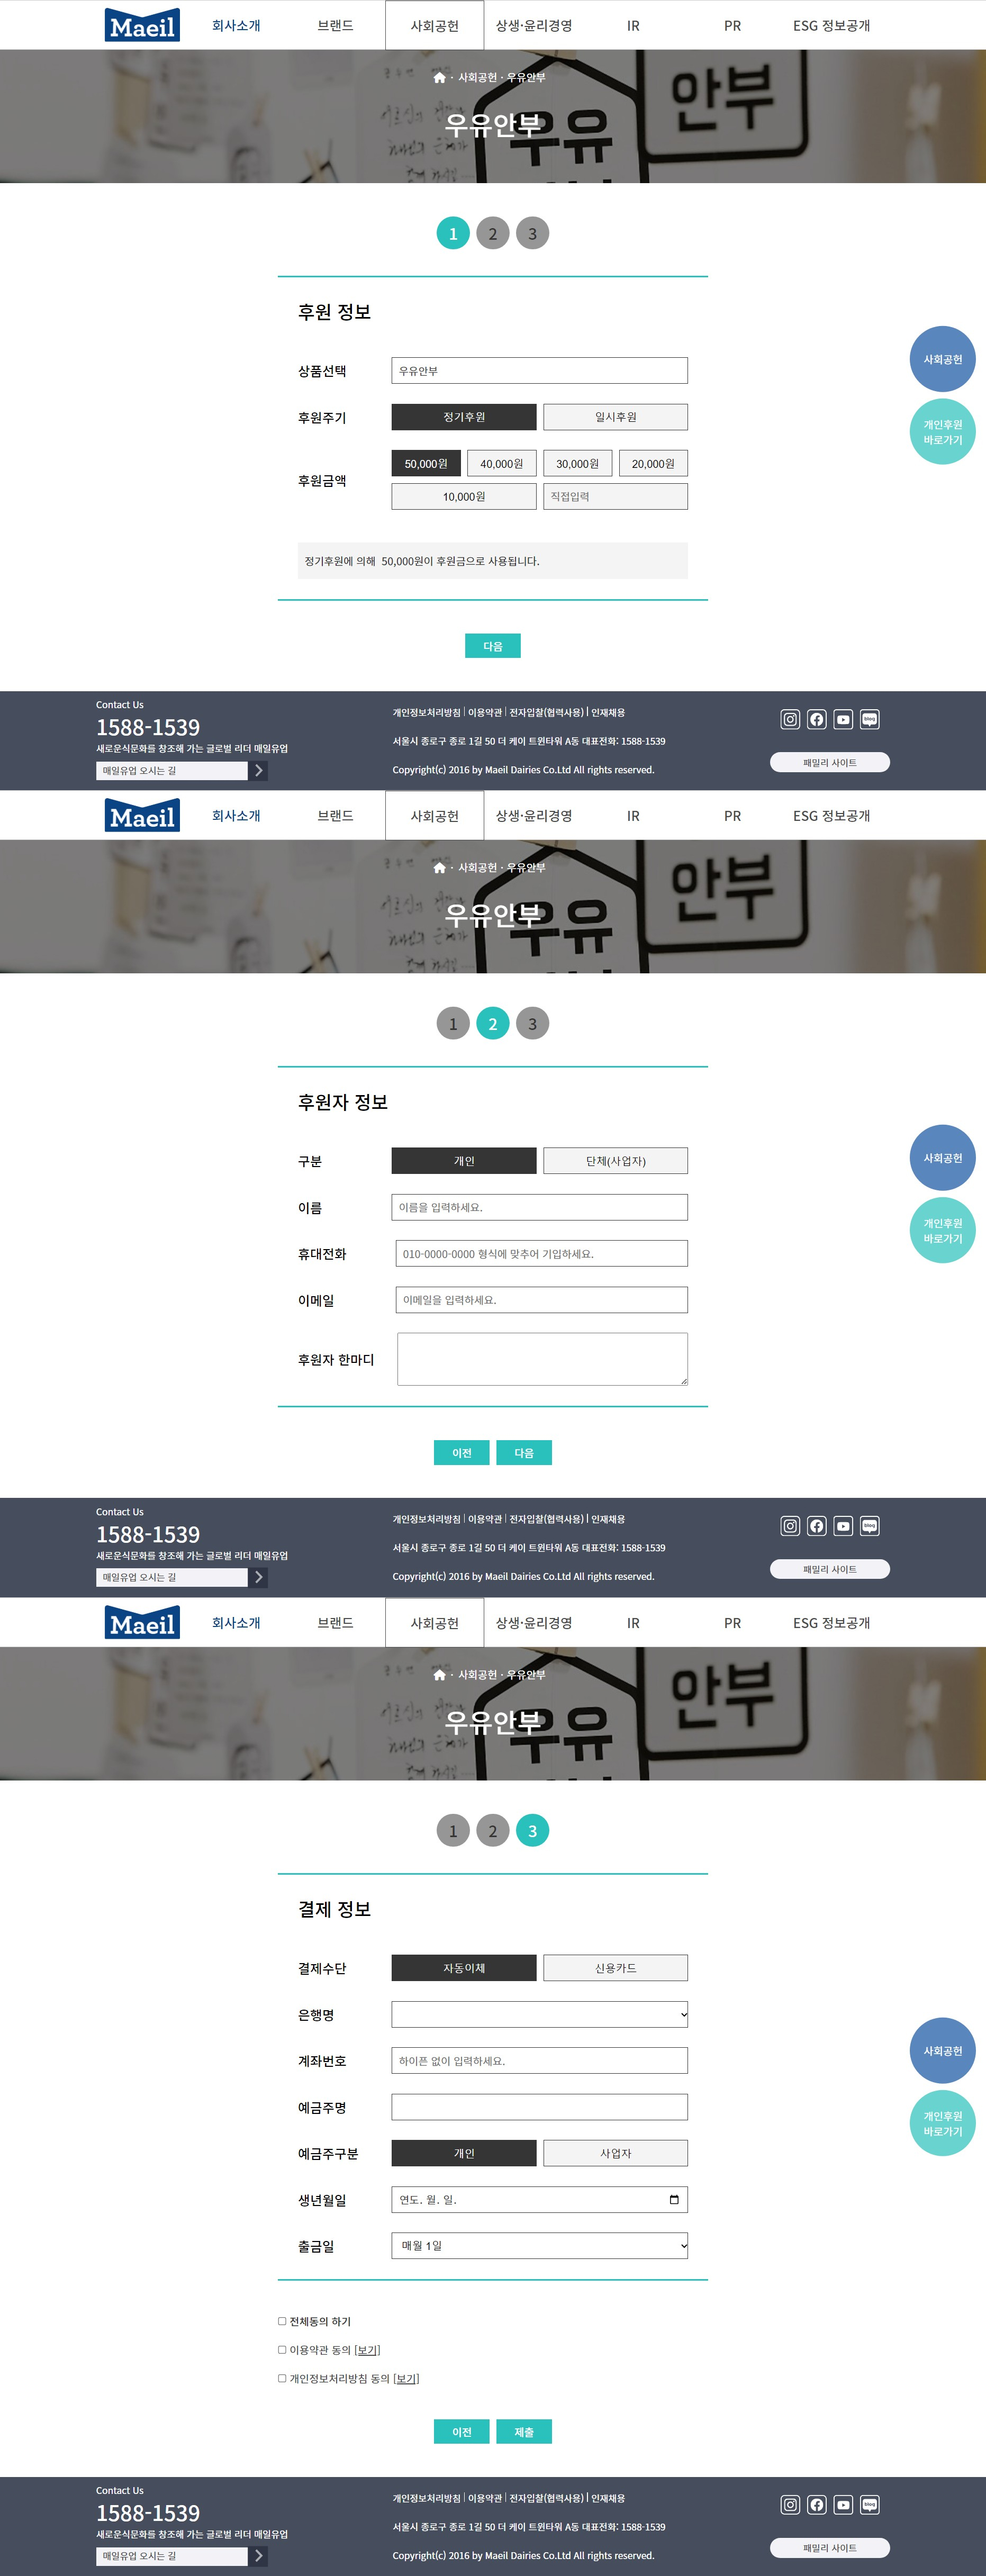 Maeil 회사소개 브랜드 사회공헌 상생·윤리경영 IR PR ESG 정보공개
· 사회공헌 · 우유안부
우유안부
우유
안부
1 2 3
후원 정보
상품선택 우유안부
후원주기 정기후원 일시후원
후원금액 50,000원 40,000원 30,000원 20,000원
10,000원 직접입력
정기후원에 의해 50,000원이 후원금으로 사용됩니다.
다음
사회공헌
개인후원
바로가기
Contact Us
1588-1539
새로운식문화를 창조해 가는 글로벌 리더 매일유업
매일유업 오시는 길
개인정보처리방침 | 이용약관 | 전자입찰(협력사용) | 인재채용
서울시 종로구 종로 1길 50 더 케이 트윈타워 A동 대표전화: 1588-1539
Copyright(c) 2016 by Maeil Dairies Co.Ltd All rights reserved.
blog
패밀리 사이트
Maeil 회사소개 브랜드 사회공헌 상생·윤리경영 IR PR ESG 정보공개
· 사회공헌 · 우유안부
우유안부
우유
안부
1 2 3
후원자 정보
구분 개인 단체(사업자)
이름 이름을 입력하세요.
휴대전화 010-0000-0000 형식에 맞추어 기입하세요.
이메일 이메일을 입력하세요.
후원자 한마디
이전 다음
사회공헌
개인후원
바로가기
Contact Us
1588-1539
새로운식문화를 창조해 가는 글로벌 리더 매일유업
매일유업 오시는 길
개인정보처리방침 | 이용약관 | 전자입찰(협력사용) | 인재채용
서울시 종로구 종로 1길 50 더 케이 트윈타워 A동 대표전화: 1588-1539
Copyright(c) 2016 by Maeil Dairies Co.Ltd All rights reserved.
blog
패밀리 사이트
Maeil 회사소개 브랜드 사회공헌 상생·윤리경영 IR PR ESG 정보공개
· 사회공헌 · 우유안부
우유안부
우유
안부
1 2 3
결제 정보
결제수단 자동이체 신용카드
은행명
계좌번호 하이픈 없이 입력하세요.
예금주명
예금주구분 개인 사업자
생년월일 연도. 월. 일.
출금일 매월 1일
사회공헌
개인후원
바로가기
전체동의 하기
이용약관 동의 [보기]
개인정보처리방침 동의 [보기]
이전 제출
Contact Us
1588-1539
새로운식문화를 창조해 가는 글로벌 리더 매일유업
매일유업 오시는 길
개인정보처리방침 | 이용약관 | 전자입찰(협력사용) | 인재채용
서울시 종로구 종로 1길 50 더 케이 트윈타워 A동 대표전화: 1588-1539
Copyright(c) 2016 by Maeil Dairies Co.Ltd All rights reserved.
blog
패밀리 사이트